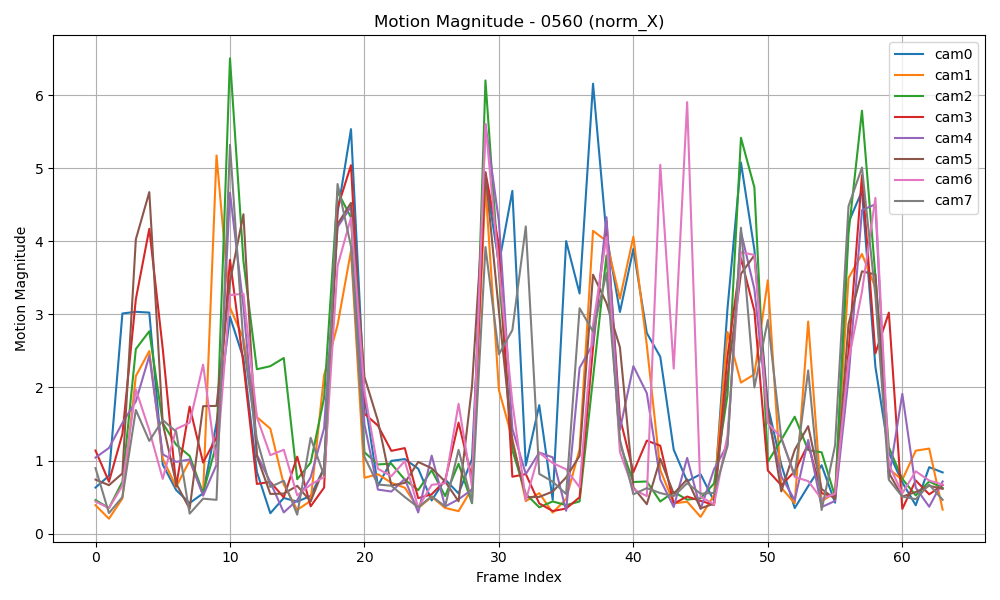 Motion Magnitude - 0560 (norm_X)
Motion Magnitude
6
5
4
3
2
1
0
0 10 20 30 40 50 60
Frame Index
cam0
cam1
cam2
cam3
cam4
cam5
cam6
cam7